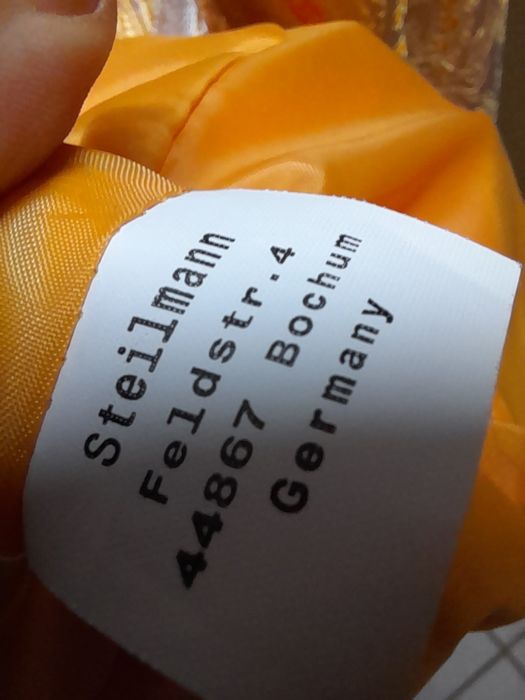 Steilmann
Feldstr.4
44867 Bochum
Germany